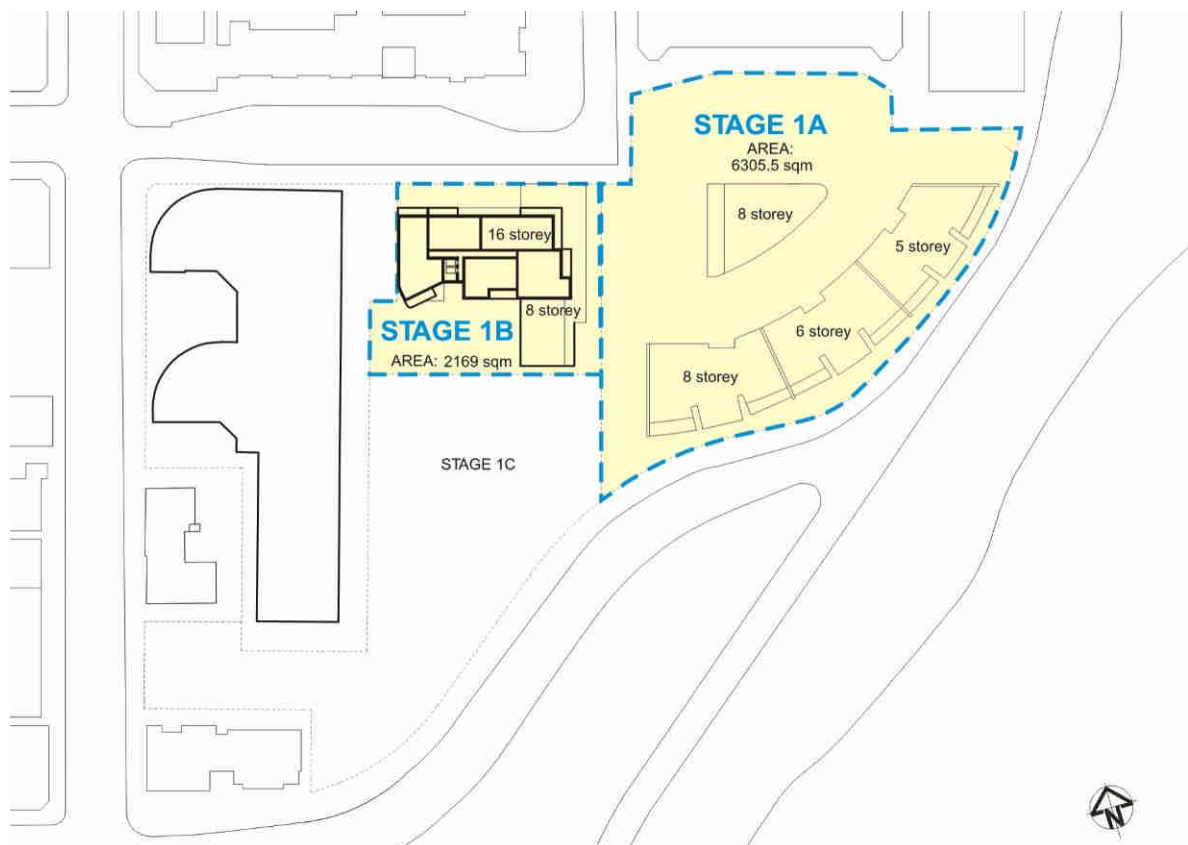 STAGE 1A
AREA:
6305.5 sqm
8 storey
16 storey
5 storey
8 storey
6 storey
STAGE 1B
AREA: 2169 sqm
8 storey
STAGE 1C
N